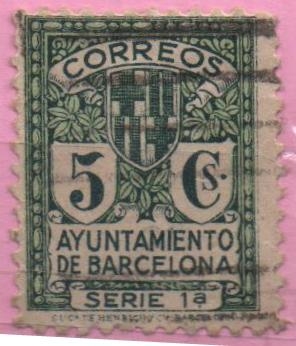 CORREOS
5 Cs.
AYUNTAMIENTO
DE BARCELONA
SERIE 1ª